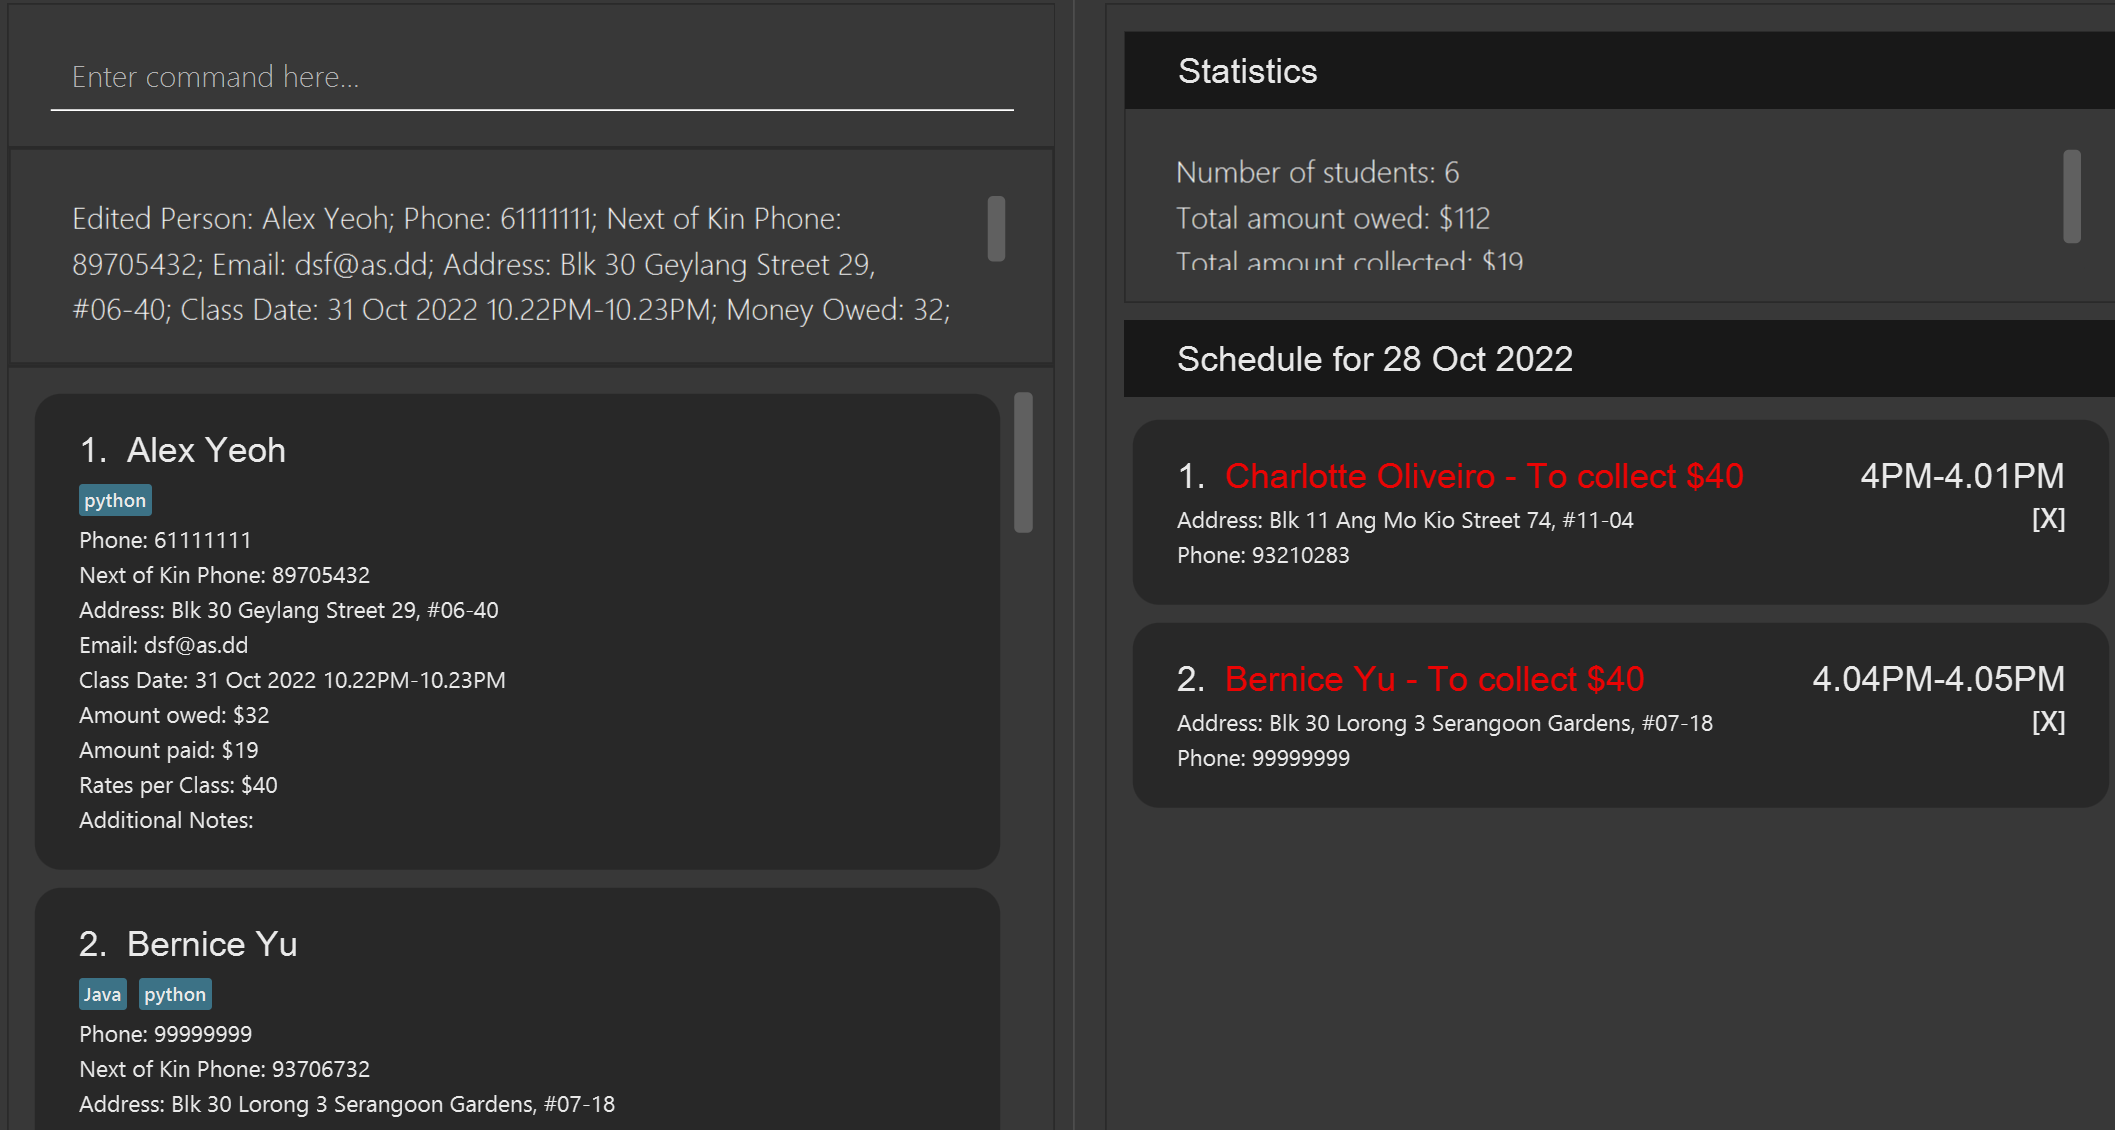 Enter command here...
Edited Person: Alex Yeoh; Phone: 61111111; Next of Kin Phone:
89705432; Email: dsf@as.dd; Address: Blk 30 Geylang Street 29,
#06-40; Class Date: 31 Oct 2022 10.22PM-10.23PM; Money Owed: 32;
1. Alex Yeoh
python
Phone: 61111111
Next of Kin Phone: 89705432
Address: Blk 30 Geylang Street 29, #06-40
Email: dsf@as.dd
Class Date: 31 Oct 2022 10.22PM-10.23PM
Amount owed: $32
Amount paid: $19
Rates per Class: $40
Additional Notes:
2. Bernice Yu
Java python
Phone: 99999999
Next of Kin Phone: 93706732
Address: Blk 30 Lorong 3 Serangoon Gardens, #07-18
Statistics
Number of students: 6
Total amount owed: $112
Total amount collected: $19
Schedule for 28 Oct 2022
1. Charlotte Oliveiro - To collect $40 4PM-4.01PM
Address: Blk 11 Ang Mo Kio Street 74, #11-04 [X]
Phone: 93210283
2. Bernice Yu - To collect $40 4.04PM-4.05PM
Address: Blk 30 Lorong 3 Serangoon Gardens, #07-18 [X]
Phone: 99999999